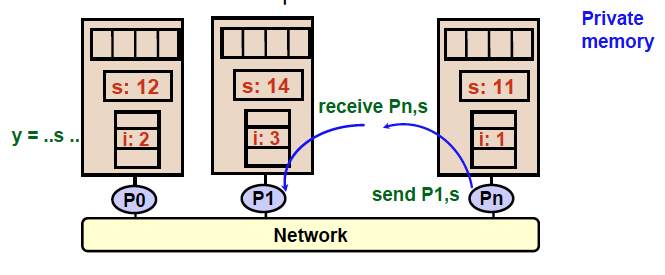 Private
memory
s: 12
s: 14
s: 11
receive Pn,s
y = ..s ..
i: 2
i: 3
i: 1
send P1,s
P0
P1
Pn
Network